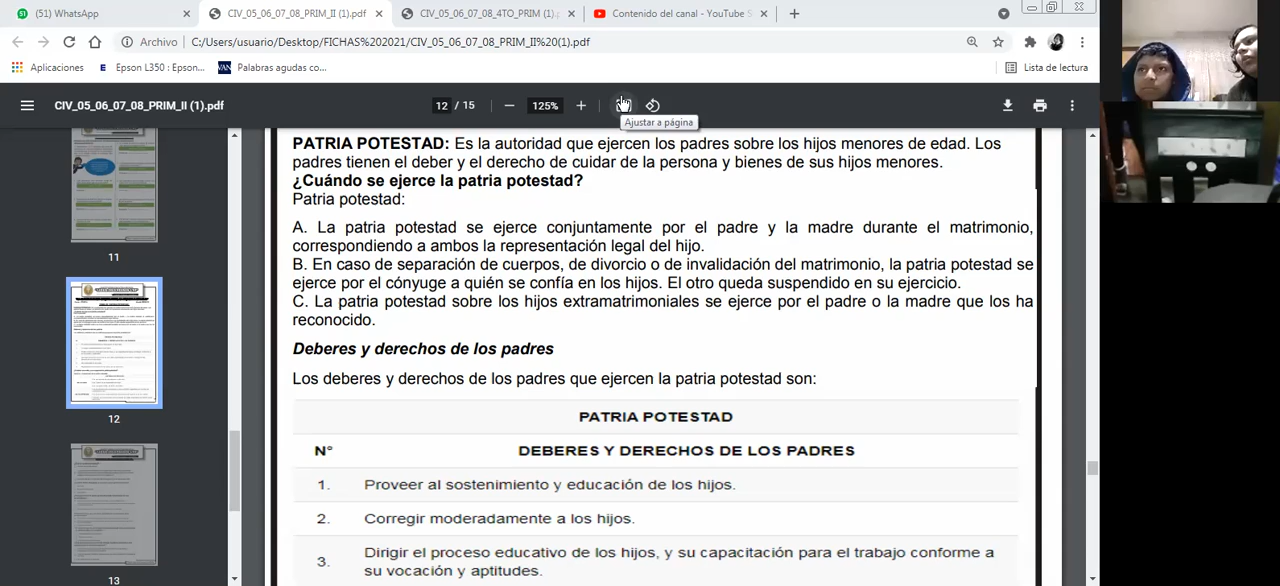 (51) WhatsApp
CIV_05_06_07_08_PRIM_II (1).pdf
CIV_05_06_07_08_4TO_PRIM (1).
Contenido del canal - YouTube S
Archivo
C:/Users/usuario/Desktop/FICHAS%202021/CIV_05_06_07_08_PRIM_II%20(1).pdf
Aplicaciones
Epson L350 : Epson...
Palabras agudas co...
Lista de lectura
CIV_05_06_07_08_PRIM_II (1).pdf
12 / 15
125%
Ajustar a página
11
12
13
PATRIA POTESTAD: Es la autoridad que ejercen los padres sobre los hijos menores de edad. Los
padres tienen el deber y el derecho de cuidar de la persona y bienes de sus hijos menores.
¿Cuándo se ejerce la patria potestad?
Patria potestad:
A. La patria potestad se ejerce conjuntamente por el padre y la madre durante el matrimonio,
correspondiendo a ambos la representación legal del hijo.
B. En caso de separación de cuerpos, de divorcio o de invalidación del matrimonio, la patria potestad se
ejerce por el cónyuge a quién se confía en los hijos. El otro queda suspendido en su ejercicio.
C. La patria potestad sobre los hijos extramatrimoniales se ejerce por el padre o la madre que los ha
reconocido.
Deberes y derechos de los padres
Los deberes y derechos de los padres que ejercen la patria potestad son:
PATRIA POTESTAD
N° DEBERES Y DERECHOS DE LOS PADRES
1. Proveer al sostenimiento y educación de los hijos.
2. Corregir moderadamente a los hijos.
3. Dirigir el proceso educativo de los hijos, y su capacitación para el trabajo conforme a
su vocación y aptitudes.